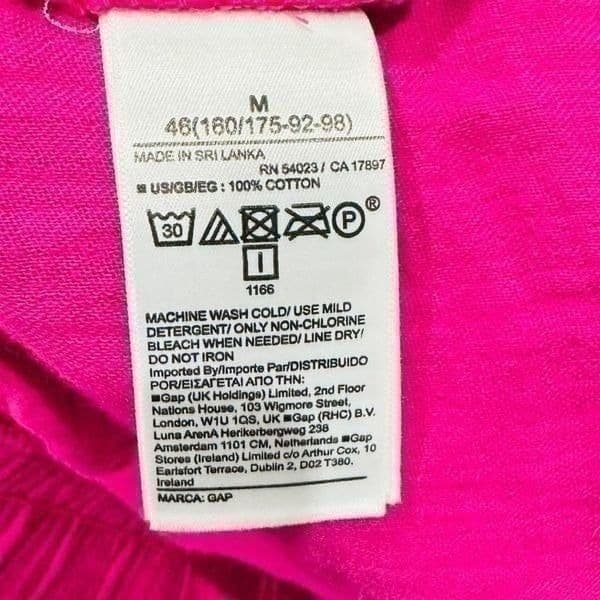 M
46(160/175-92-98)
MADE IN SRI LANKA
RN 54023 / CA 17897
US/GB/EG : 100% COTTON
30
P
®
I
1166
MACHINE WASH COLD/ USE MILD
DETERGENT/ ONLY NON-CHLORINE
BLEACH WHEN NEEDED/ LINE DRY/
DO NOT IRON
Imported By/Importe Par/DISTRIBUIDO
POR/ΕΙΣΑΓΕΤΑΙ ΑΠΟ ΤΗΝ:
■Gap (UK Holdings) Limited, 2nd Floor
Nations House, 103 Wigmore Street,
London, W1U 1QS, UK ■Gap (RHC) B.V.
Luna ArenA Herikerbergweg 238
Amsterdam 1101 CM, Netherlands ■Gap
Stores (Ireland) Limited c/o Arthur Cox, 10
Earlsfort Terrace, Dublin 2, D02 T380.
Ireland
MARCA: GAP